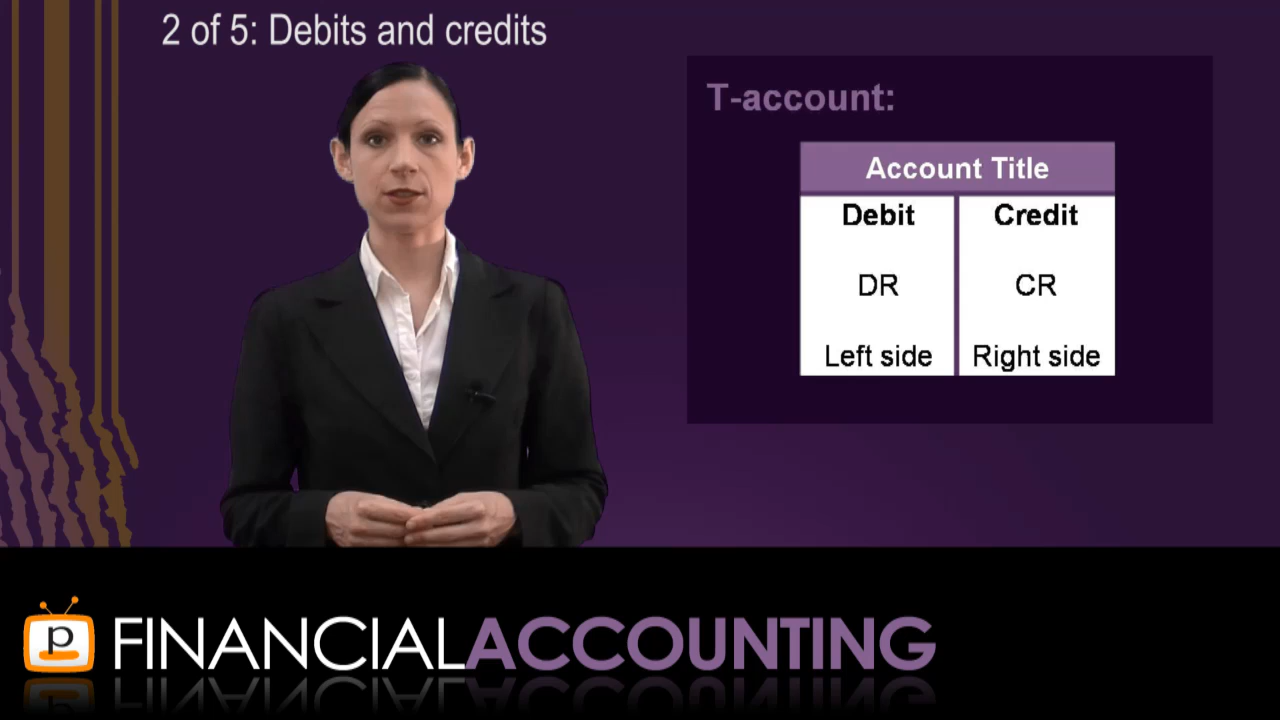 2 of 5: Debits and credits
T-account:
Account Title
Debit Credit
DR CR
Left side Right side
p
FINANCIALACCOUNTING